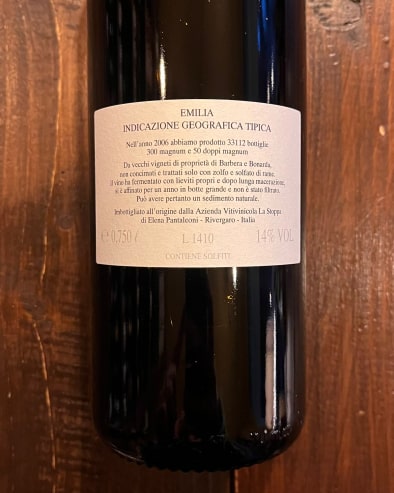 EMILIA
INDICAZIONE GEOGRAFICA TIPICA
Nell'anno 2006 abbiamo prodotto 33112 bottiglie
300 magnum e 50 doppi magnum
Da vecchi vigneti di proprietà di Barbera e Bonarda,
non concimati e trattati solo con zolfo e solfato di rame.
Il vino ha fermentato con lieviti propri e dopo lunga macerazione,
si è affinato per un anno in botte grande e non è stato filtrato.
Può avere pertanto un sedimento naturale.
Imbottigliato all'origine dalla Azienda Vitivinicola La Stoppa
di Elena Pantaleoni - Rivergaro - Italia
e 0,750 ℓ L 1410 14% VOL
CONTIENE SOLFITI